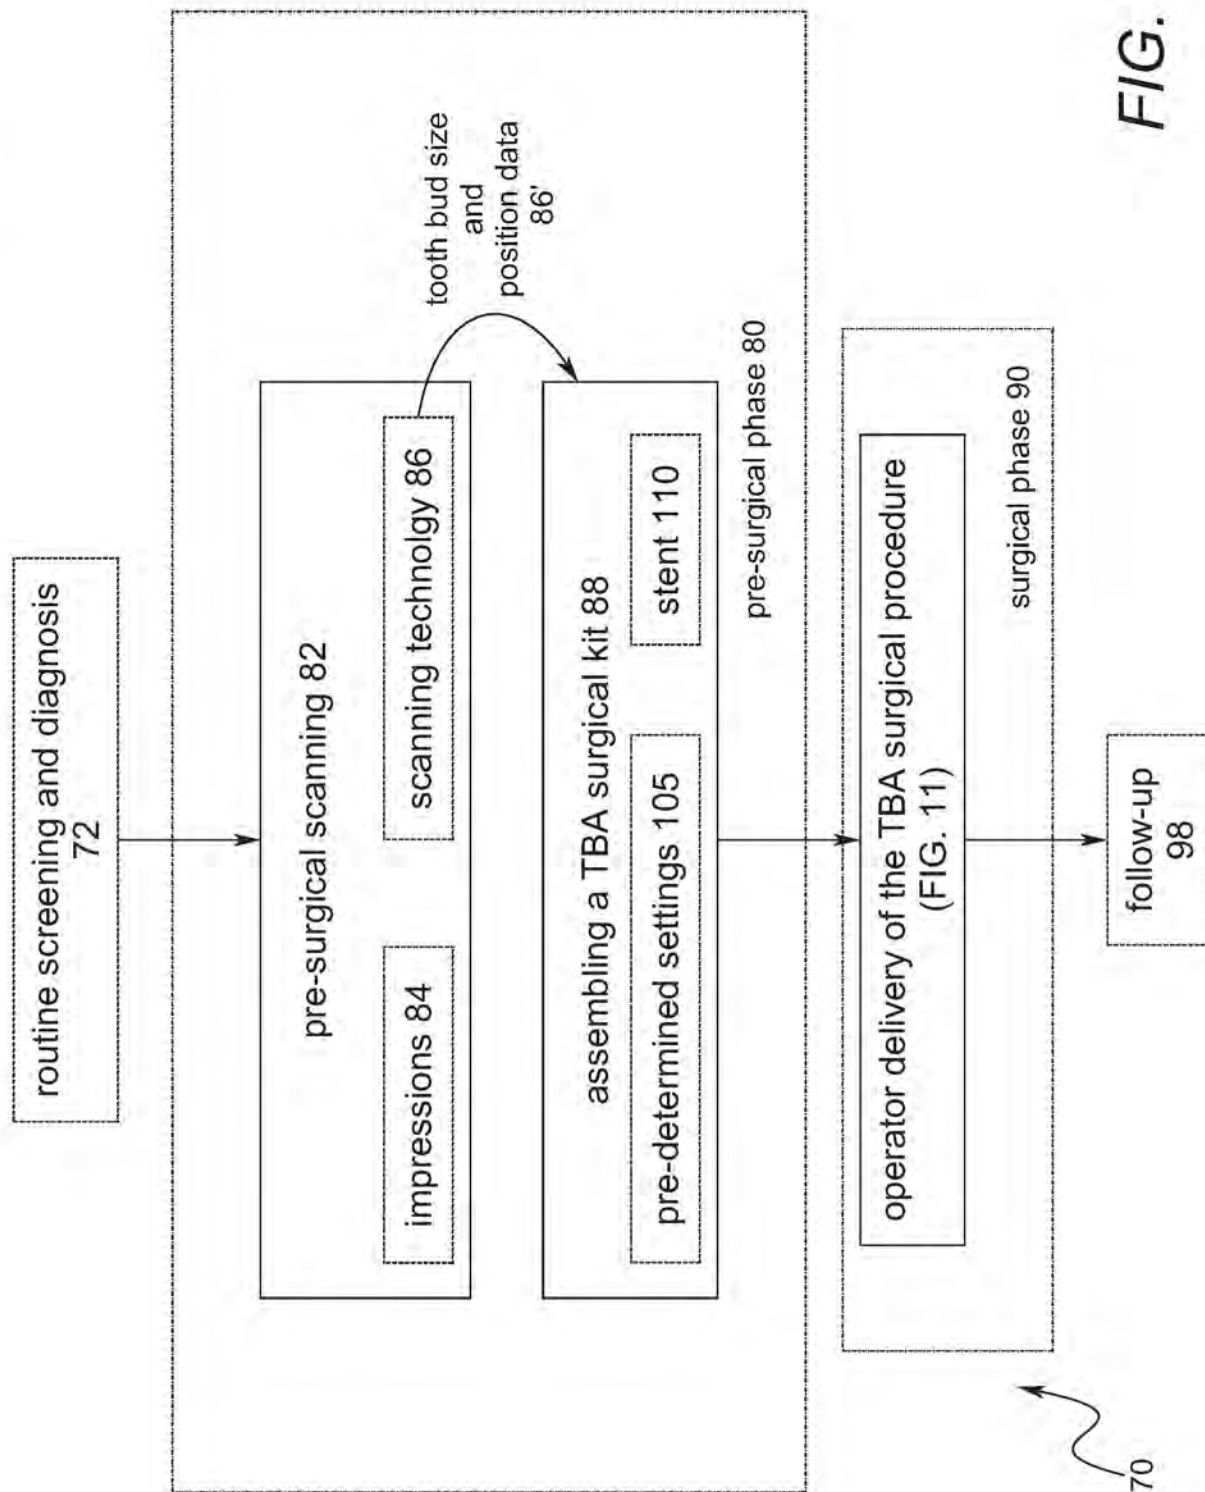 routine screening and diagnosis
72
pre-surgical scanning 82
impressions 84
scanning technolgy 86
tooth bud size
and
position data
86'
assembling a TBA surgical kit 88
pre-determined settings 105
stent 110
pre-surgical phase 80
operator delivery of the TBA surgical procedure
(FIG. 11)
surgical phase 90
follow-up
98
70
FIG.